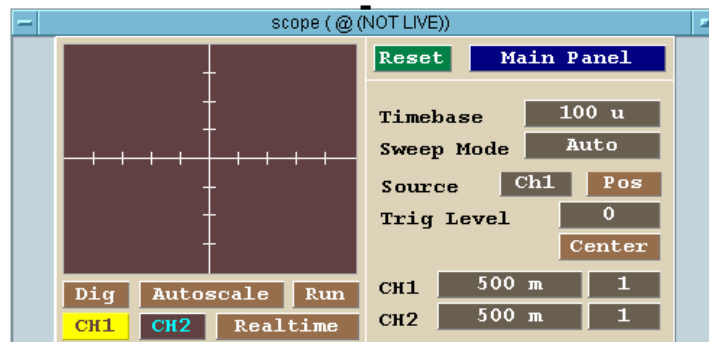 scope ( @ (NOT LIVE))
Reset Main Panel
Timebase 100 u
Sweep Mode Auto
Source Ch1 Pos
Trig Level 0
Center
Dig Autoscale Run
CH1 500 m 1
CH1 CH2 Realtime
CH2 500 m 1